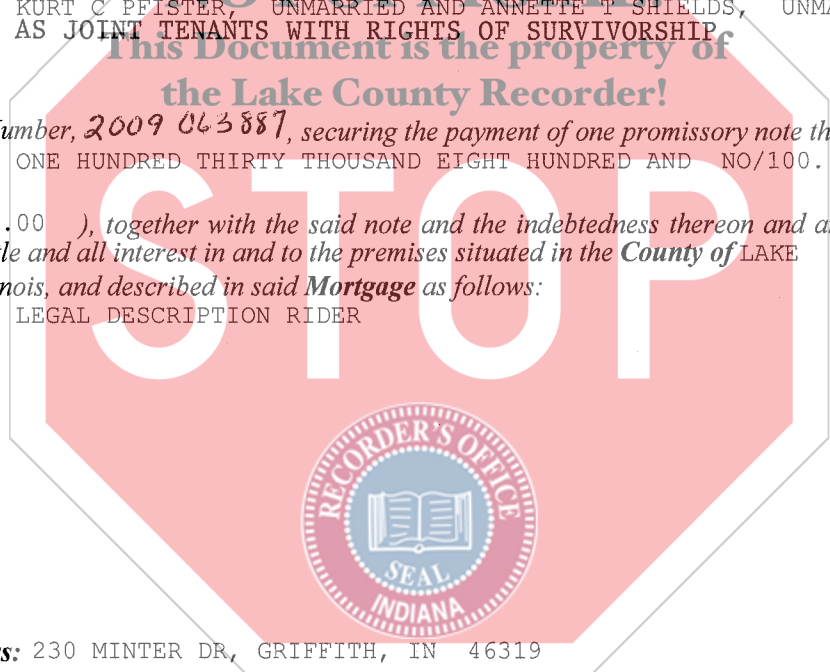 KURT C PFISTER, UNMARRIED AND ANNETTE T SHIELDS,
AS JOINT TENANTS WITH RIGHTS OF SURVIVORSHIP
This Document is the property of
the Lake County Recorder!
umber, 2009 063887, securing the payment of one promissory note th
ONE HUNDRED THIRTY THOUSAND EIGHT HUNDRED AND NO/100.
STOP
.00 ), together with the said note and the indebtedness thereon and a
le and all interest in and to the premises situated in the County of LAKE
nois, and described in said Mortgage as follows:
LEGAL DESCRIPTION RIDER
RECORDER'S OFFICE
SEAL
INDIANA
s: 230 MINTER DR, GRIFFITH, IN 46319